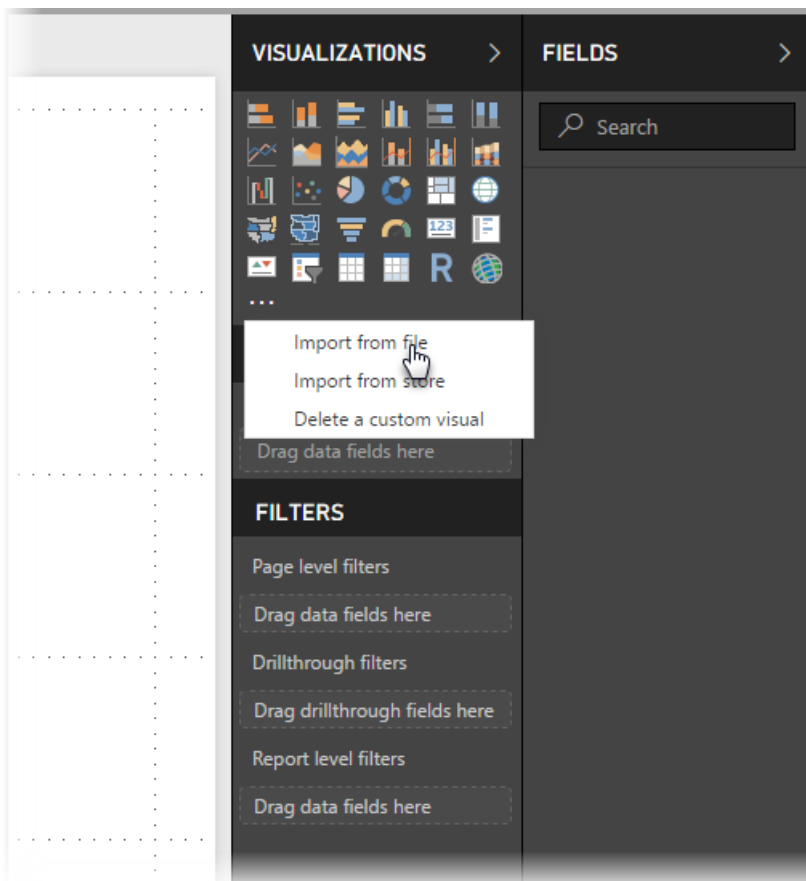 VISUALIZATIONS
FIELDS
Search
123
R
...
Import from file
Import from store
Delete a custom visual
Drag data fields here
FILTERS
Page level filters
Drag data fields here
Drillthrough filters
Drag drillthrough fields here
Report level filters
Drag data fields here